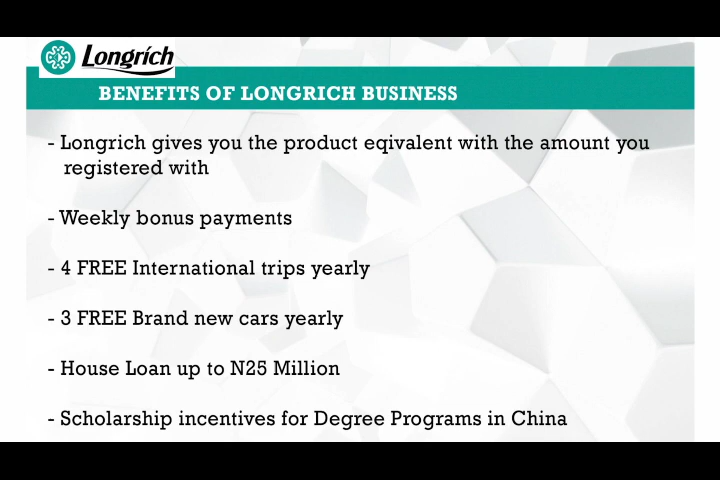 Longrich
BENEFITS OF LONGRICH BUSINESS
- Longrich gives you the product eqivalent with the amount you
registered with
- Weekly bonus payments
- 4 FREE International trips yearly
- 3 FREE Brand new cars yearly
- House Loan up to N25 Million
- Scholarship incentives for Degree Programs in China